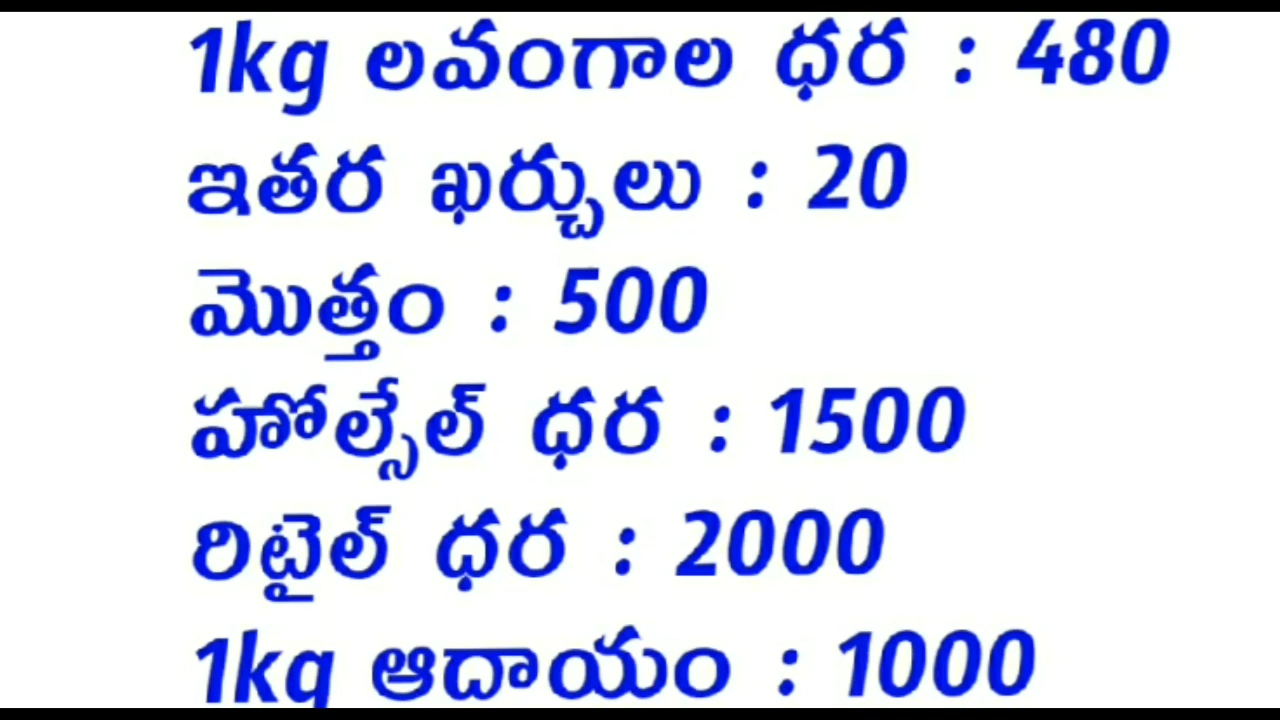 1kg లవంగాల ధర : 480
ఇతర ఖర్చులు : 20
మొత్తం : 500
హోల్సేల్ ధర : 1500
రిటైల్ ధర : 2000
1kg ఆదాయం : 1000